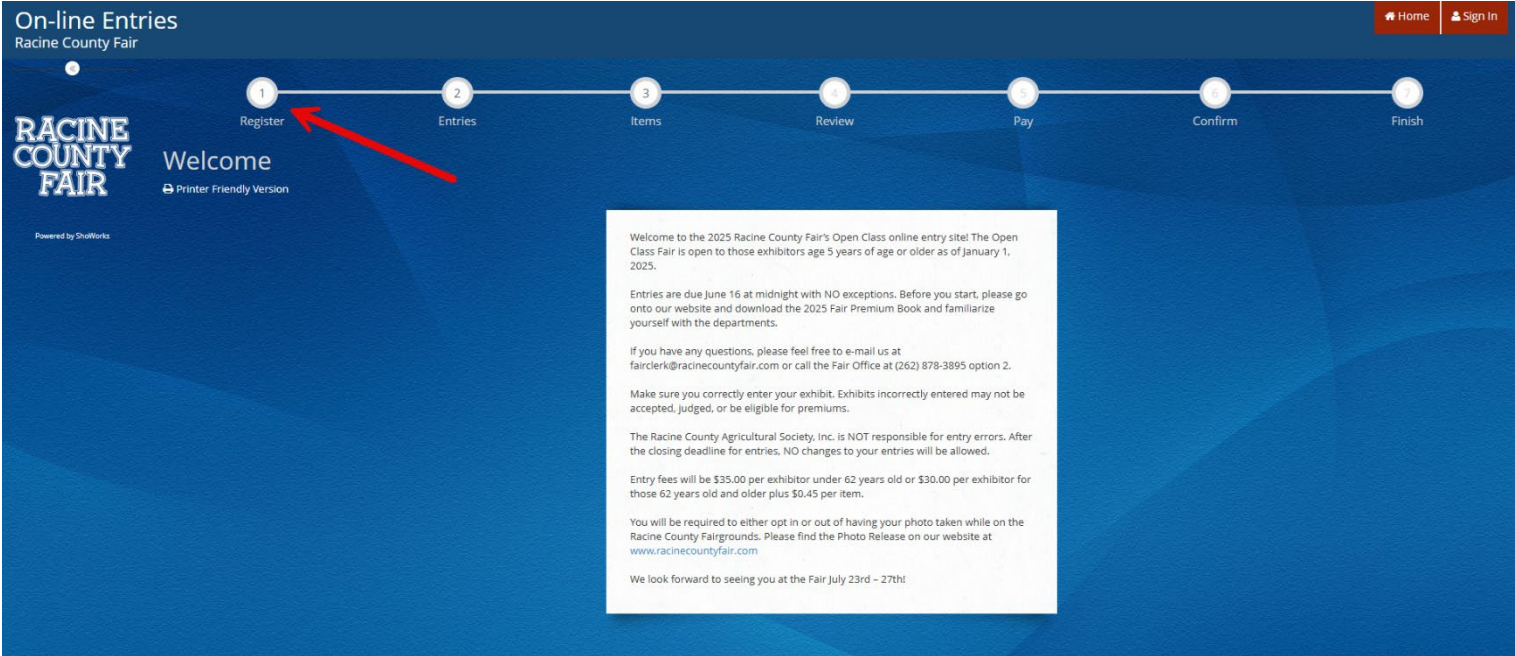 On-line Entries
Racine County Fair
Home
Sign In
1
2
3
4
5
6
7
Register
Entries
Items
Review
Pay
Confirm
Finish
RACINE
COUNTY
FAIR
Powered by ShoWorks
Welcome
Printer Friendly Version
Welcome to the 2025 Racine County Fair's Open Class online entry site! The Open
Class Fair is open to those exhibitors age 5 years of age or older as of January 1,
2025.
Entries are due June 16 at midnight with NO exceptions. Before you start, please go
onto our website and download the 2025 Fair Premium Book and familiarize
yourself with the departments.
If you have any questions, please feel free to e-mail us at
fairclerk@racinecountyfair.com or call the Fair Office at (262) 878-3895 option 2.
Make sure you correctly enter your exhibit. Exhibits incorrectly entered may not be
accepted, judged, or be eligible for premiums.
The Racine County Agricultural Society, Inc. is NOT responsible for entry errors. After
the closing deadline for entries, NO changes to your entries will be allowed.
Entry fees will be $35.00 per exhibitor under 62 years old or $30.00 per exhibitor for
those 62 years old and older plus $0.45 per item.
You will be required to either opt in or out of having your photo taken while on the
Racine County Fairgrounds. Please find the Photo Release on our website at
www.racinecountyfair.com
We look forward to seeing you at the Fair July 23rd – 27th!